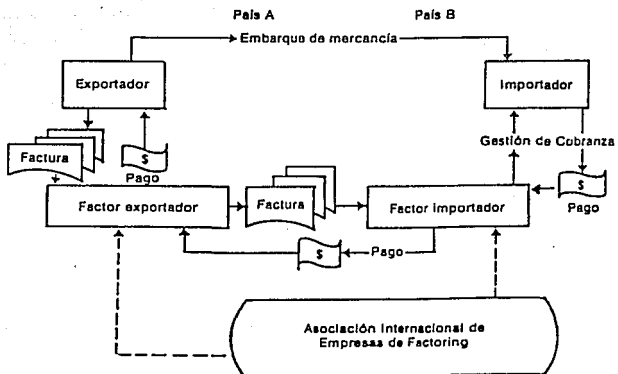 País A
País B
Embarque de mercancía
Exportador
Importador
Gestión de Cobranza
Factura
$
Pago
$
Pago
Factor exportador
Factura
Factor importador
$
Pago
Asociación Internacional de
Empresas de Factoring